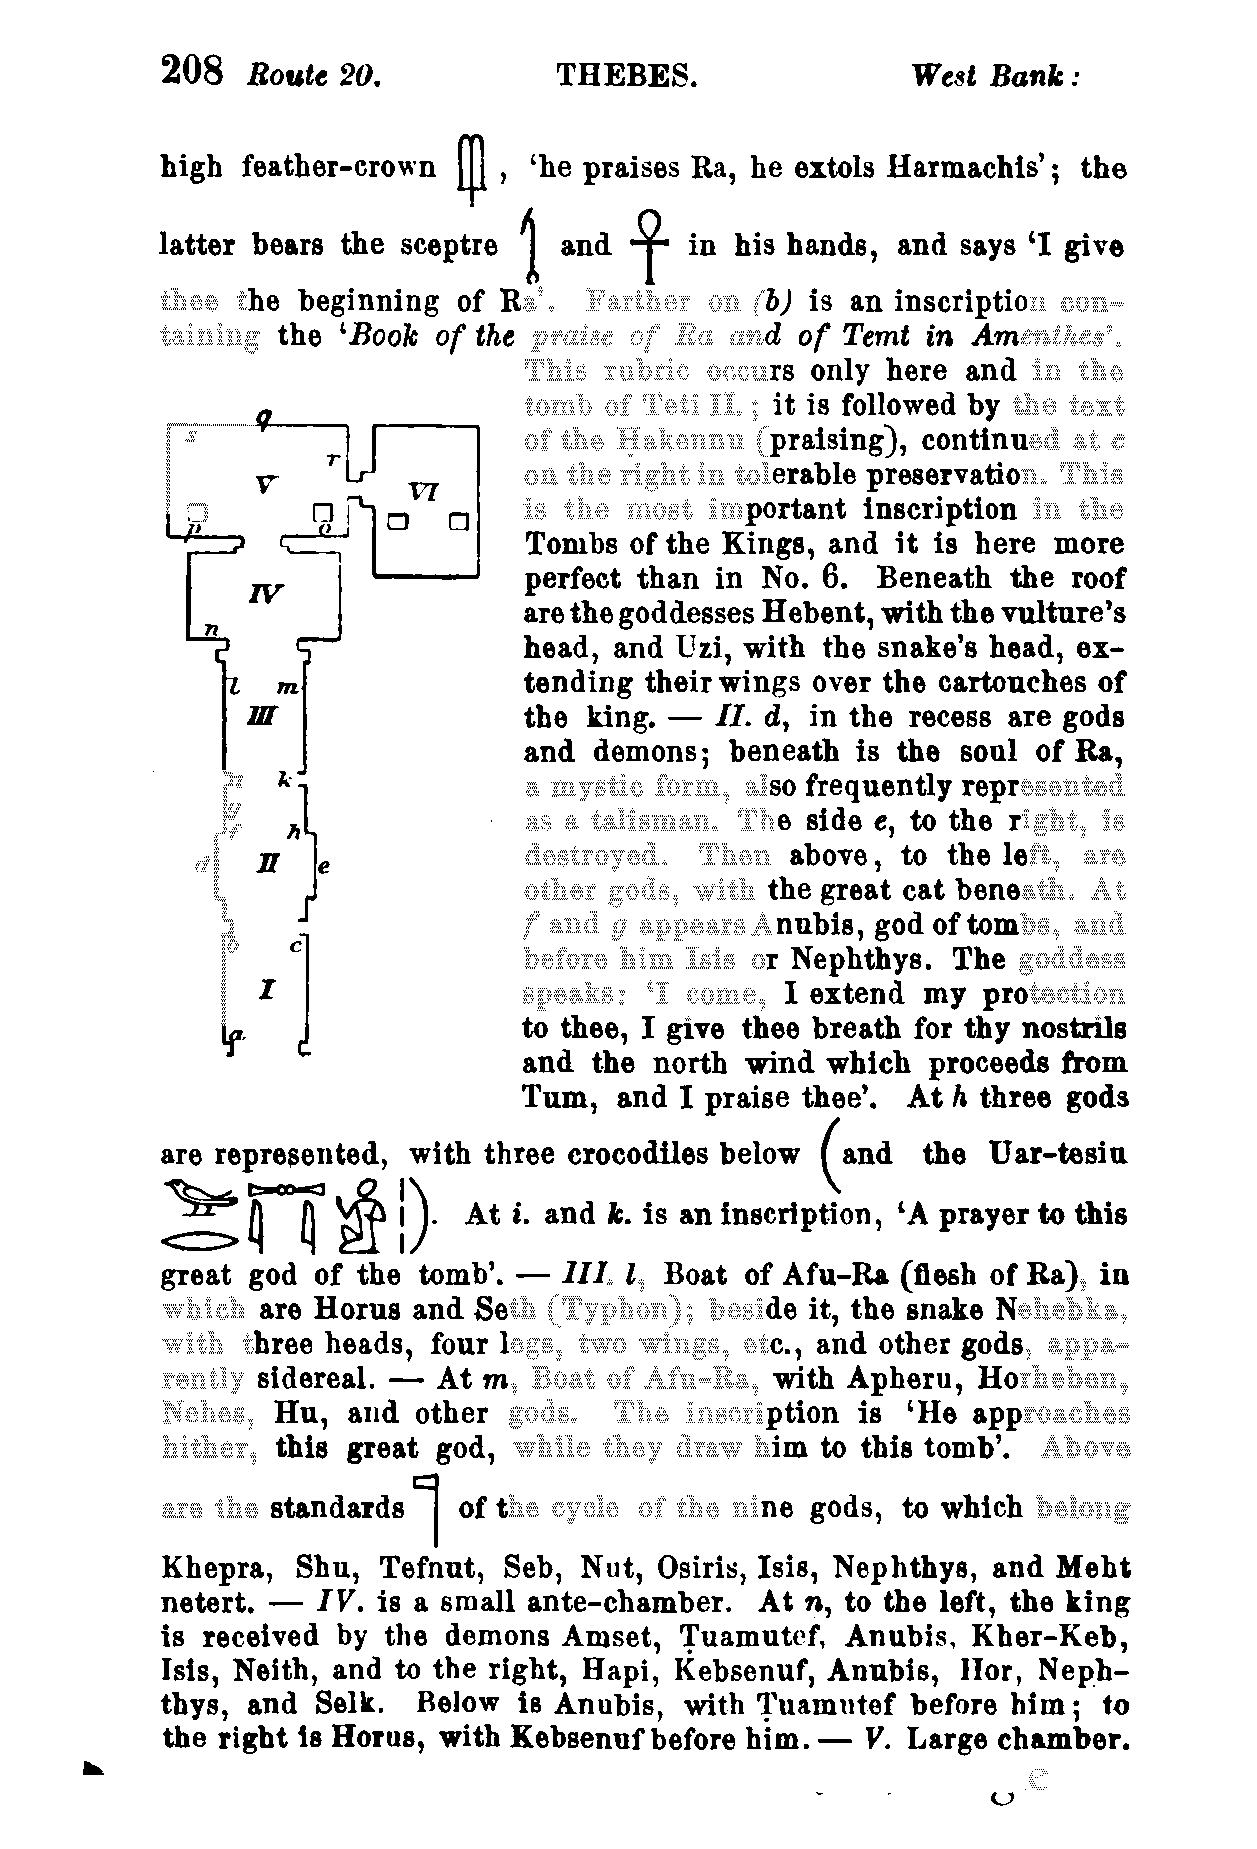 208 Route 20. THEBES. West Bank:
high feather-crown , ‘he praises Ra, he extols Harmachis’; the
latter bears the sceptre and in his hands, and says ‘I give
thee the beginning of Ra’. Farther on (b) is an inscription con-
taining the ‘Book of the praise of Ra and of Temt in Amenthes’.
This rubric occurs only here and in the
tomb of Teti II.; it is followed by the text
of the Hakennu (praising), continued at c
on the right in tolerable preservation. This
is the most important inscription in the
Tombs of the Kings, and it is here more
perfect than in No. 6. Beneath the roof
are the goddesses Hebent, with the vulture’s
head, and Uzi, with the snake’s head, ex-
tending their wings over the cartouches of
the king. — II. d, in the recess are gods
and demons; beneath is the soul of Ra,
a mystic form, also frequently represented
as a talisman. The side e, to the right, is
destroyed. Then above, to the left, are
other gods, with the great cat beneath. At
f and g appears Anubis, god of tombs, and
before him Isis or Nephthys. The goddess
speaks: ‘I come, I extend my protection
to thee, I give thee breath for thy nostrils
and the north wind which proceeds from
Tum, and I praise thee’. At h three gods
q
r
V
VI
p
o
IV
n
l m
III
i k
h
d II e
b c
I
a
are represented, with three crocodiles below (and the Uar-tesiu
). At i. and k. is an inscription, ‘A prayer to this
great god of the tomb’. — III. l, Boat of Afu-Ra (flesh of Ra), in
which are Horus and Seth (Typhon); beside it, the snake Nehebka,
with three heads, four legs, two wings, etc., and other gods, appa-
rently sidereal. — At m, Boat of Afu-Ra, with Apheru, Horheben,
Nehes, Hu, and other gods. The inscription is ‘He approaches
hither, this great god, while they draw him to this tomb’. Above
are the standards of the cycle of the nine gods, to which belong
Khepra, Shu, Tefnut, Seb, Nut, Osiris, Isis, Nephthys, and Meht
netert. — IV. is a small ante-chamber. At n, to the left, the king
is received by the demons Amset, Ṭuamutef, Anubis, Kher-Keb,
Isis, Neith, and to the right, Hapi, Ḳebsenuf, Anubis, Hor, Neph-
thys, and Selk. Below is Anubis, with Ṭuamutef before him; to
the right is Horus, with Kebsenuf before him. — V. Large chamber.